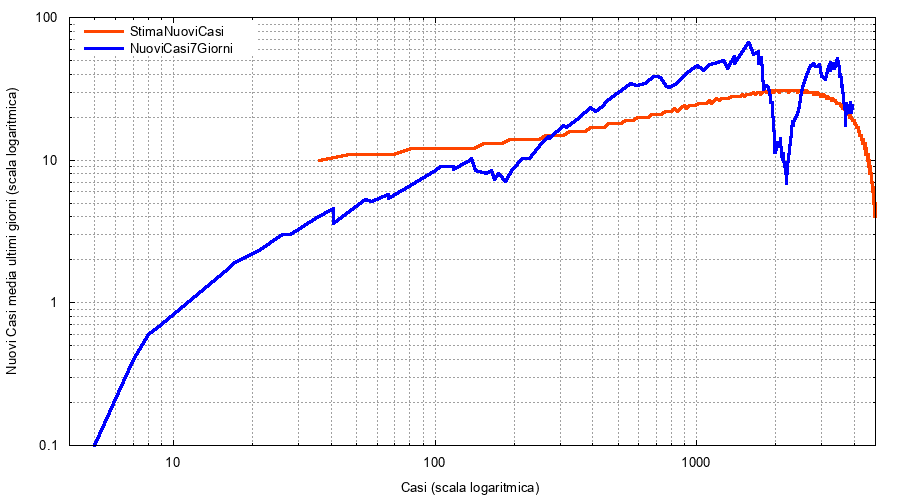 100
StimaNuoviCasi
NuoviCasi7Giorni
10
1
0.1
Nuovi Casi media ultimi giorni (scala logaritmica)
10
100
1000
Casi (scala logaritmica)